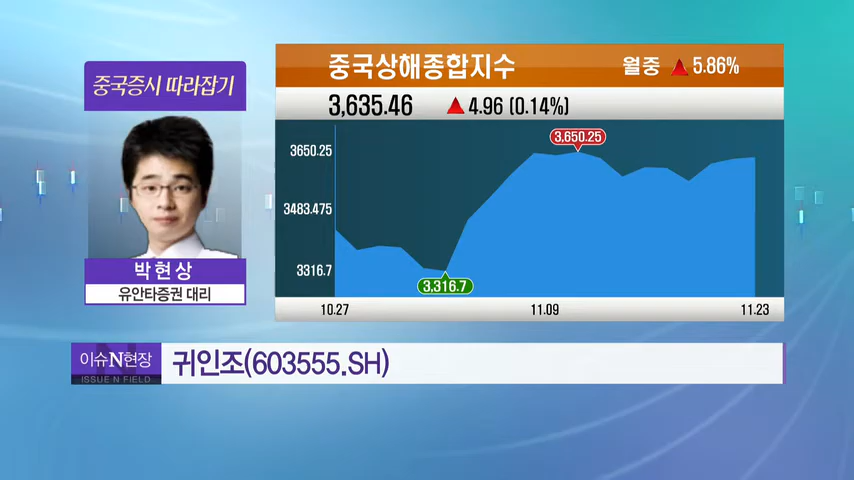 중국증시 따라잡기
박현상
유안타증권 대리
중국상해종합지수 월중 ▲ 5.86%
3,635.46 ▲ 4.96 (0.14%)
3,650.25
3650.25
3483.475
3316.7
3,316.7
10.27 11.09 11.23
이슈N현장
ISSUE N FIELD
귀인조(603555.SH)